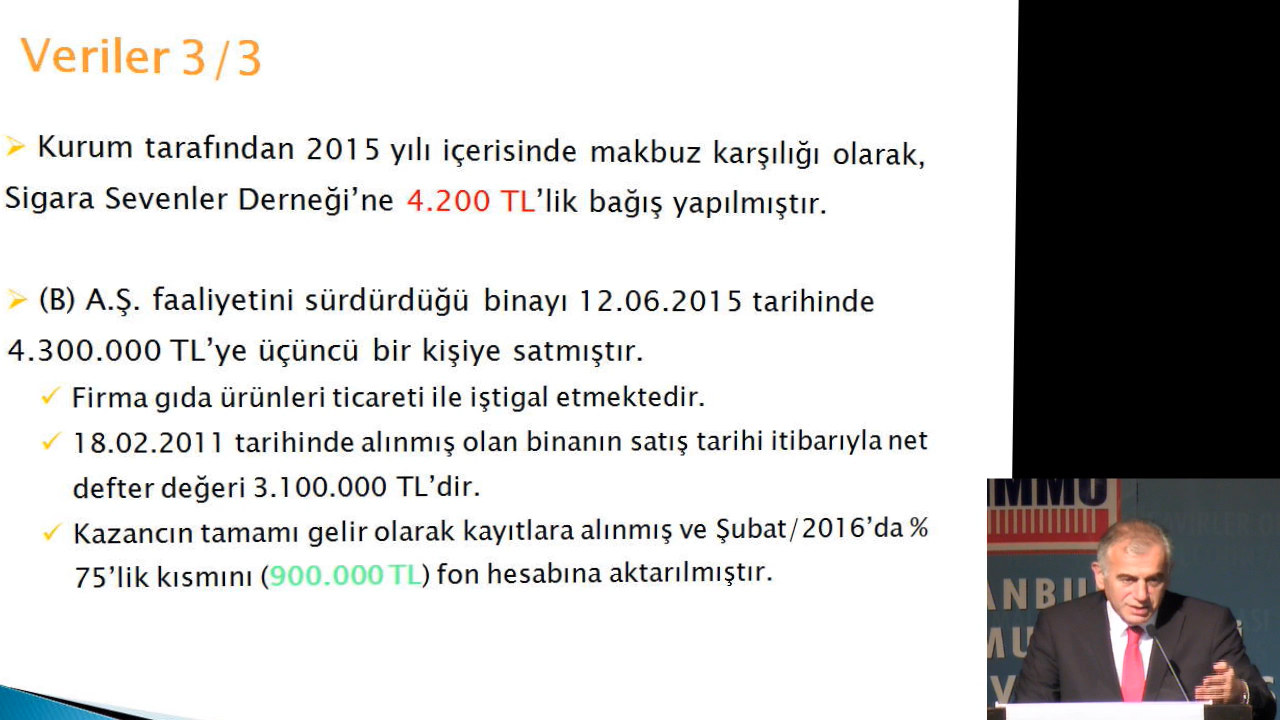 Veriler 3/3
Kurum tarafından 2015 yılı içerisinde makbuz karşılığı olarak,
Sigara Sevenler Derneği’ne 4.200 TL’lik bağış yapılmıştır.
(B) A.Ş. faaliyetini sürdürdüğü binayı 12.06.2015 tarihinde
4.300.000 TL’ye üçüncü bir kişiye satmıştır.
Firma gıda ürünleri ticareti ile iştigal etmektedir.
18.02.2011 tarihinde alınmış olan binanın satış tarihi itibarıyla net
defter değeri 3.100.000 TL’dir.
Kazancın tamamı gelir olarak kayıtlara alınmış ve Şubat/2016’da %
75’lik kısmını (900.000 TL) fon hesabına aktarılmıştır.